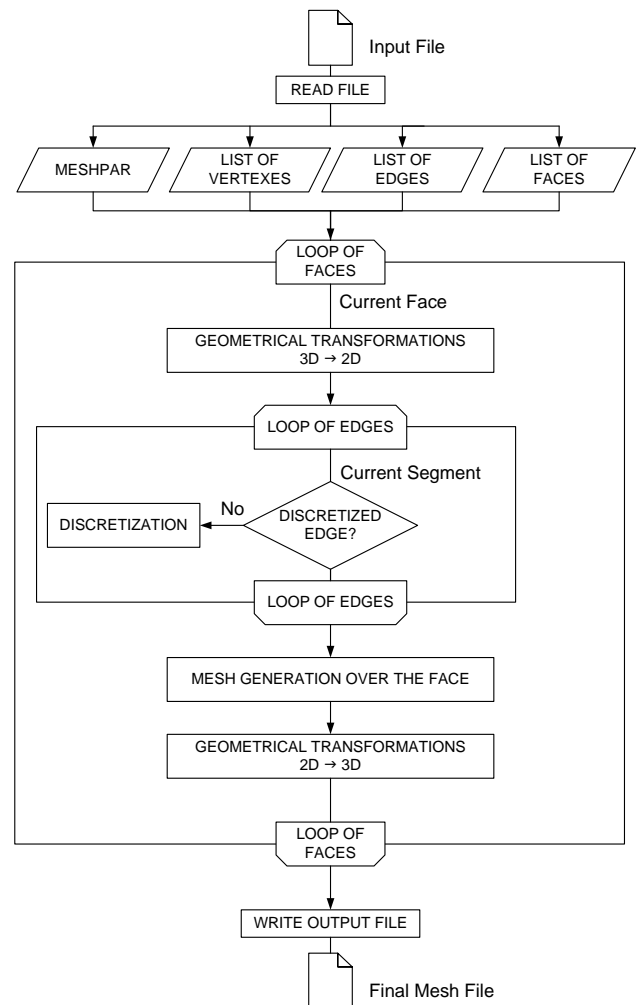 Input File
READ FILE
MESHPAR
LIST OF
VERTEXES
LIST OF
EDGES
LIST OF
FACES
LOOP OF
FACES
Current Face
GEOMETRICAL TRANSFORMATIONS
3D → 2D
LOOP OF EDGES
Current Segment
No
DISCRETIZATION
DISCRETIZED
EDGE?
LOOP OF EDGES
MESH GENERATION OVER THE FACE
GEOMETRICAL TRANSFORMATIONS
2D → 3D
LOOP OF
FACES
WRITE OUTPUT FILE
Final Mesh File